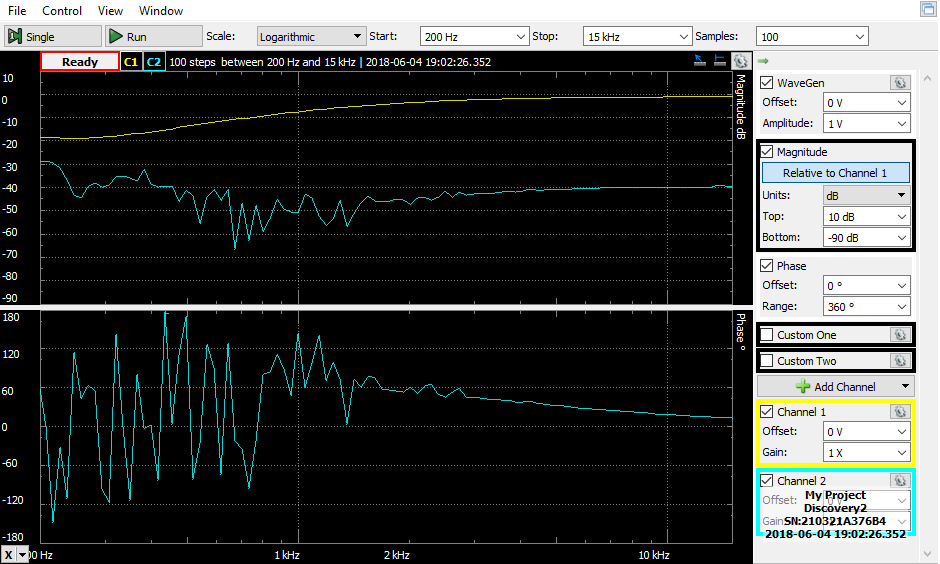 File Control View Window
Single Run Scale: Logarithmic Start: 200 Hz Stop: 15 kHz Samples: 100
Ready C1 C2 100 steps between 200 Hz and 15 kHz | 2018-06-04 19:02:26.352
10
0
-10
-20
-30
-40
-50
-60
-70
-80
-90
Magnitude dB
180
120
60
0
-60
-120
-180
Phase °
X 00 Hz 1 kHz 2 kHz 10 kHz
WaveGen
Offset: 0 V
Amplitude: 1 V
Magnitude
Relative to Channel 1
Units: dB
Top: 10 dB
Bottom: -90 dB
Phase
Offset: 0 °
Range: 360 °
Custom One
Custom Two
Add Channel
Channel 1
Offset: 0 V
Gain: 1 X
Channel 2
My Project
Offset: 0 V
Discovery2
Gain:
SN:210321A376B4
2018-06-04 19:02:26.352